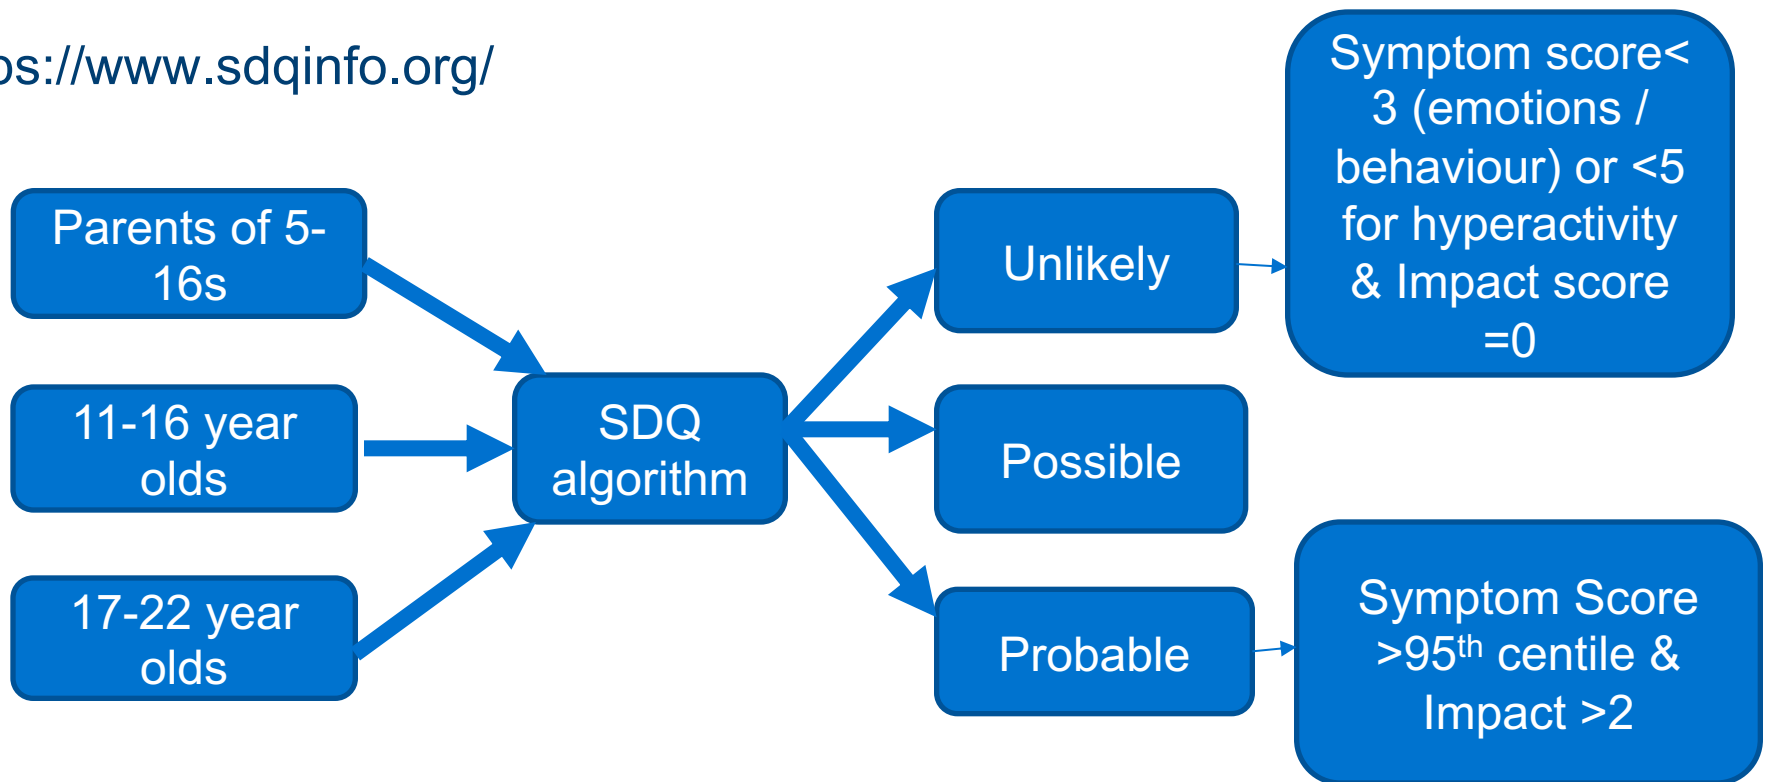 ps://www.sdqinfo.org/
Parents of 5-
16s
11-16 year
olds
17-22 year
olds
SDQ
algorithm
Unlikely
Possible
Probable
Symptom score<
3 (emotions /
behaviour) or <5
for hyperactivity
& Impact score
=0
Symptom Score
>95th centile &
Impact >2